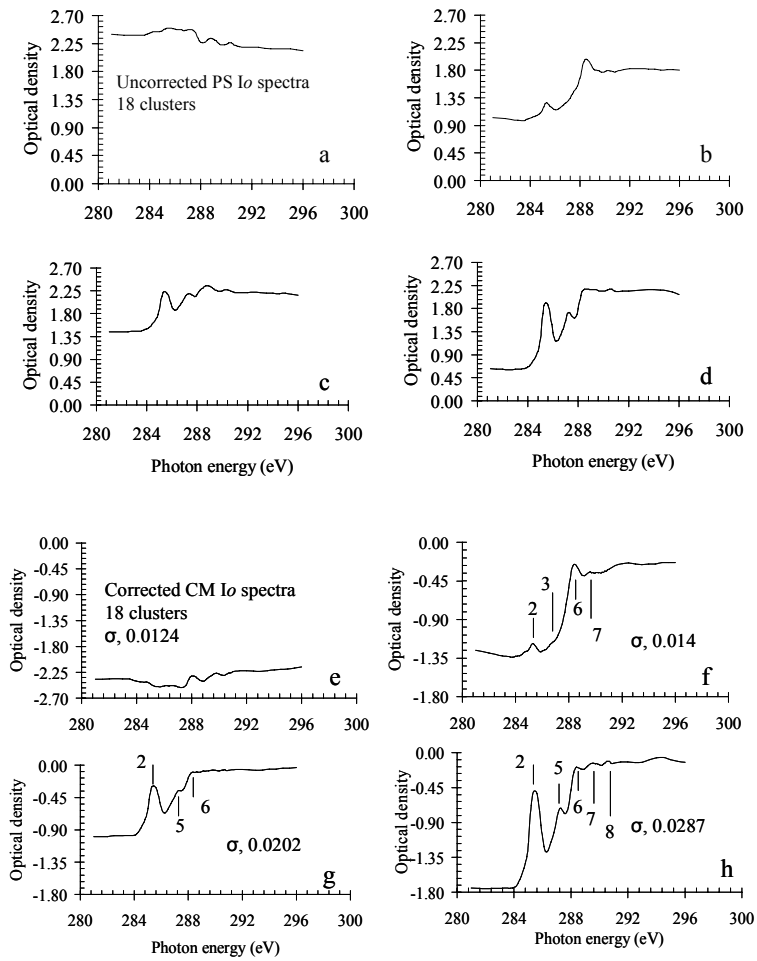 2.70
2.25
1.80
1.35
0.90
0.45
0.00
Optical density
Uncorrected PS Io spectra
18 clusters
a
280 284 288 292 296 300
2.70
2.25
1.80
1.35
0.90
0.45
0.00
Optical density
b
280 284 288 292 296 300
2.70
2.25
1.80
1.35
0.90
0.45
0.00
Optical density
c
280 284 288 292 296 300
Photon energy (eV)
2.70
2.25
1.80
1.35
0.90
0.45
0.00
Optical density
d
280 284 288 292 296 300
Photon energy (eV)
0.00
-0.45
-0.90
-1.35
-1.80
-2.25
-2.70
Optical density
Corrected CM Io spectra
18 clusters
σ, 0.0124
e
280 284 288 292 296 300
0.00
-0.45
-0.90
-1.35
-1.80
Optical density
2
3
6
7
σ, 0.014
f
280 284 288 292 296 300
0.00
-0.45
-0.90
-1.35
-1.80
Optical density
2
5
6
σ, 0.0202
g
280 284 288 292 296 300
Photon energy (eV)
0.00
-0.45
-0.90
-1.35
-1.80
Optical density
2
5
6
7
8
σ, 0.0287
h
280 284 288 292 296 300
Photon energy (eV)